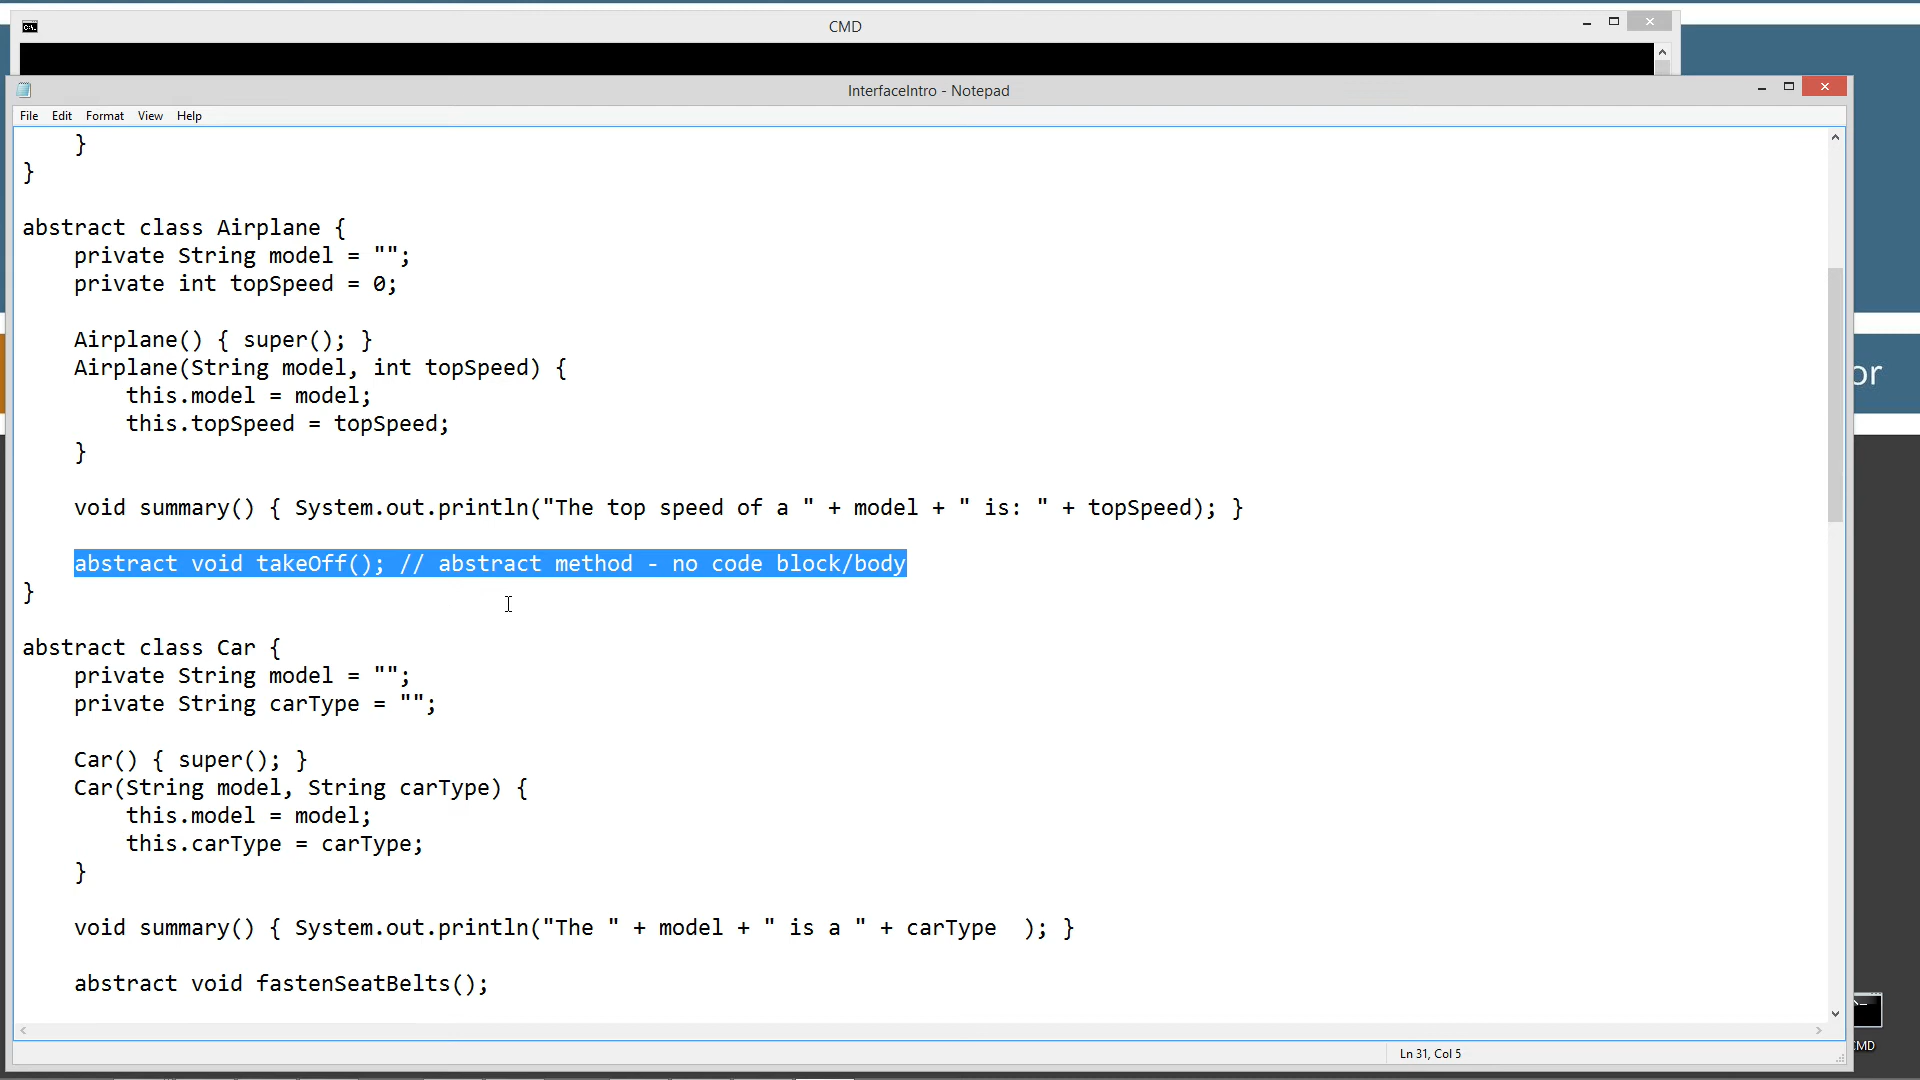 CMD
InterfaceIntro - Notepad
File Edit Format View Help
    }
}
abstract class Airplane {
    private String model = "";
    private int topSpeed = 0;
    Airplane() { super(); }
    Airplane(String model, int topSpeed) {
        this.model = model;
        this.topSpeed = topSpeed;
    }
    void summary() { System.out.println("The top speed of a " + model + " is: " + topSpeed); }
    abstract void takeOff(); // abstract method - no code block/body
}
abstract class Car {
    private String model = "";
    private String carType = "";
    Car() { super(); }
    Car(String model, String carType) {
        this.model = model;
        this.carType = carType;
    }
    void summary() { System.out.println("The " + model + " is a " + carType  ); }
    abstract void fastenSeatBelts();
Ln 31, Col 5
or